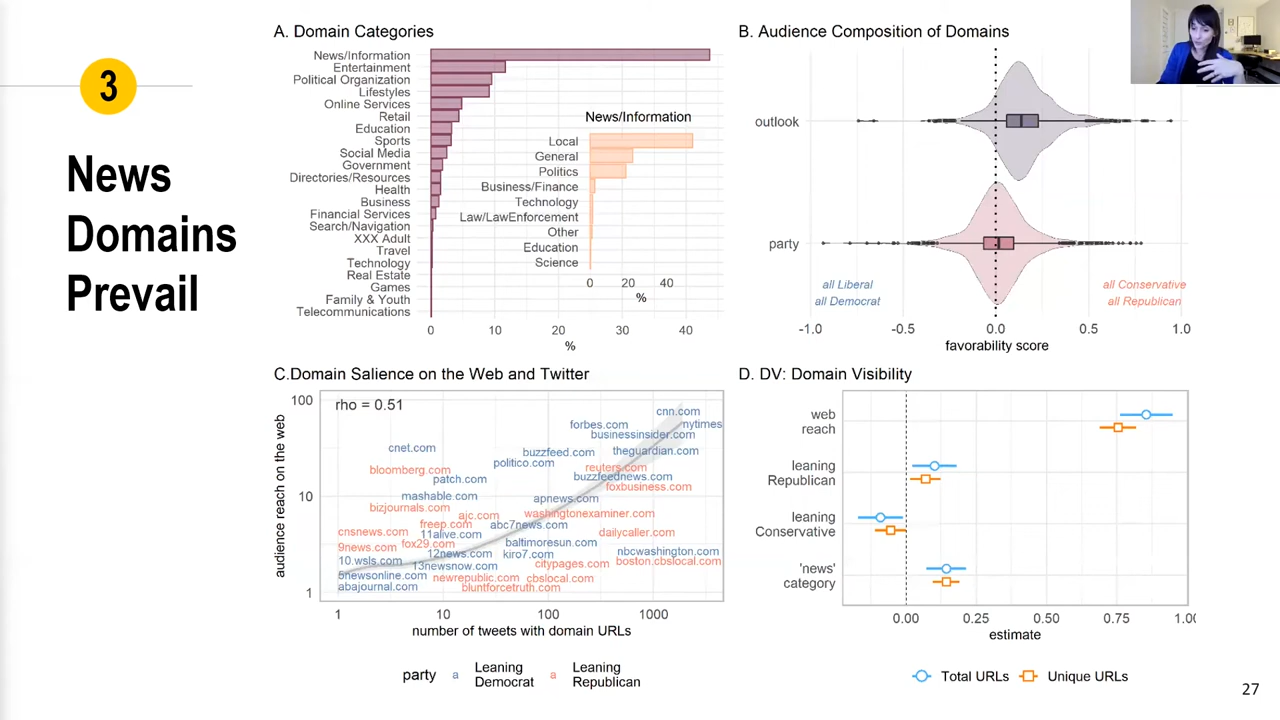 3
News
Domains
Prevail
A. Domain Categories
News/Information
Entertainment
Political Organization
Lifestyles
Online Services
Retail
Education
Sports
Social Media
Government
Directories/Resources
Health
Business
Financial Services
Search/Navigation
XXX Adult
Travel
Technology
Real Estate
Games
Family & Youth
Telecommunications
0 10 20 30 40
%
News/Information
Local
General
Politics
Business/Finance
Technology
Law/LawEnforcement
Other
Education
Science
0 20 40
%
B. Audience Composition of Domains
outlook
party
all Liberal
all Democrat
all Conservative
all Republican
-1.0 -0.5 0.0 0.5 1.0
favorability score
C.Domain Salience on the Web and Twitter
rho = 0.51
audience reach on the web
100
10
1
cnn.com
forbes.com
nytimes
businessinsider.com
cnet.com
buzzfeed.com
theguardian.com
politico.com
bloomberg.com
reuters.com
patch.com
buzzfeednews.com
foxbusiness.com
mashable.com
apnews.com
bizjournals.com
ajc.com
washingtonexaminer.com
freep.com
abc7news.com
cnsnews.com
11alive.com
dailycaller.com
9news.com
fox29.com
baltimoresun.com
12news.com
kiro7.com
nbcwashington.com
10.wsls.com
13newsnow.com
citypages.com
boston.cbslocal.com
5newsonline.com
newrepublic.com
cbslocal.com
abajournal.com
bluntforcetruth.com
1 10 100 1000
number of tweets with domain URLs
party
a Leaning
Democrat
a Leaning
Republican
D. DV: Domain Visibility
web
reach
leaning
Republican
leaning
Conservative
'news'
category
0.00 0.25 0.50 0.75 1.00
estimate
Total URLs Unique URLs
27